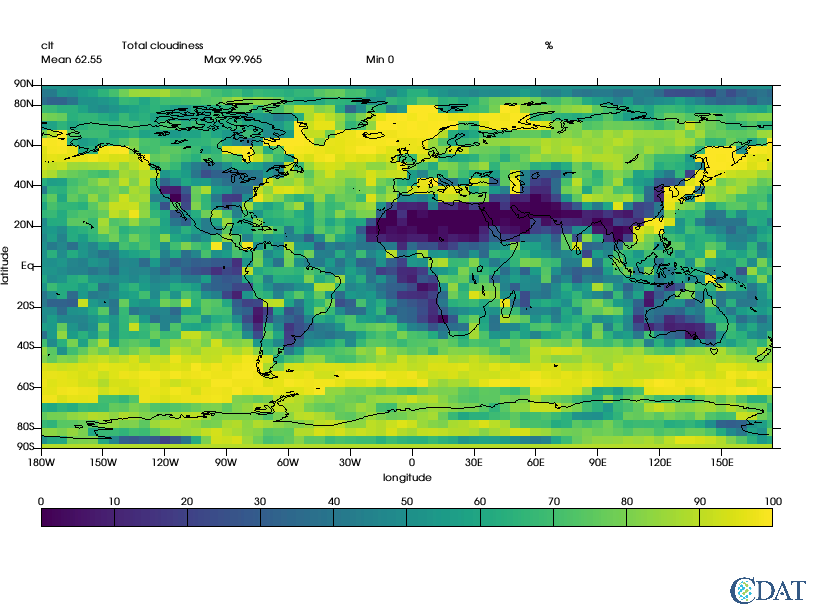 clt Total cloudiness %
Mean 62.55 Max 99.965 Min 0
90N
80N
60N
40N
20N
Eq
20S
40S
60S
80S
90S
latitude
180W 150W 120W 90W 60W 30W 0 30E 60E 90E 120E 150E
longitude
0 10 20 30 40 50 60 70 80 90 100
CDAT